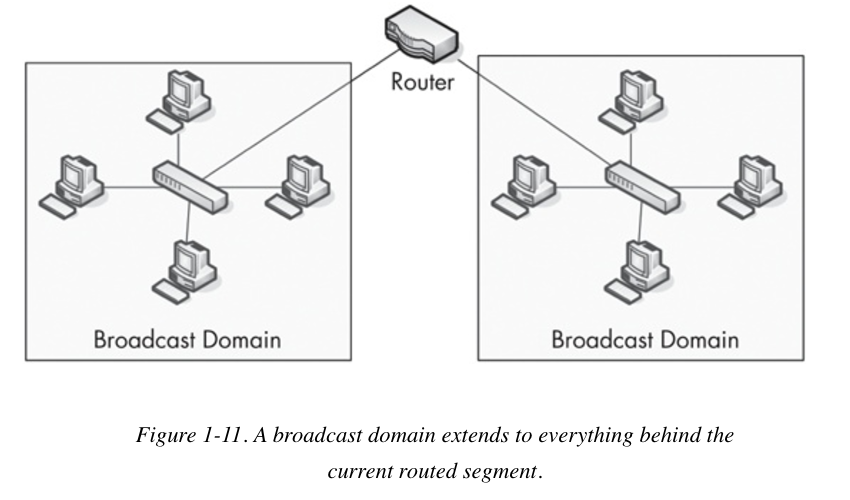 Router
Broadcast Domain
Broadcast Domain
Figure 1-11. A broadcast domain extends to everything behind the
current routed segment.